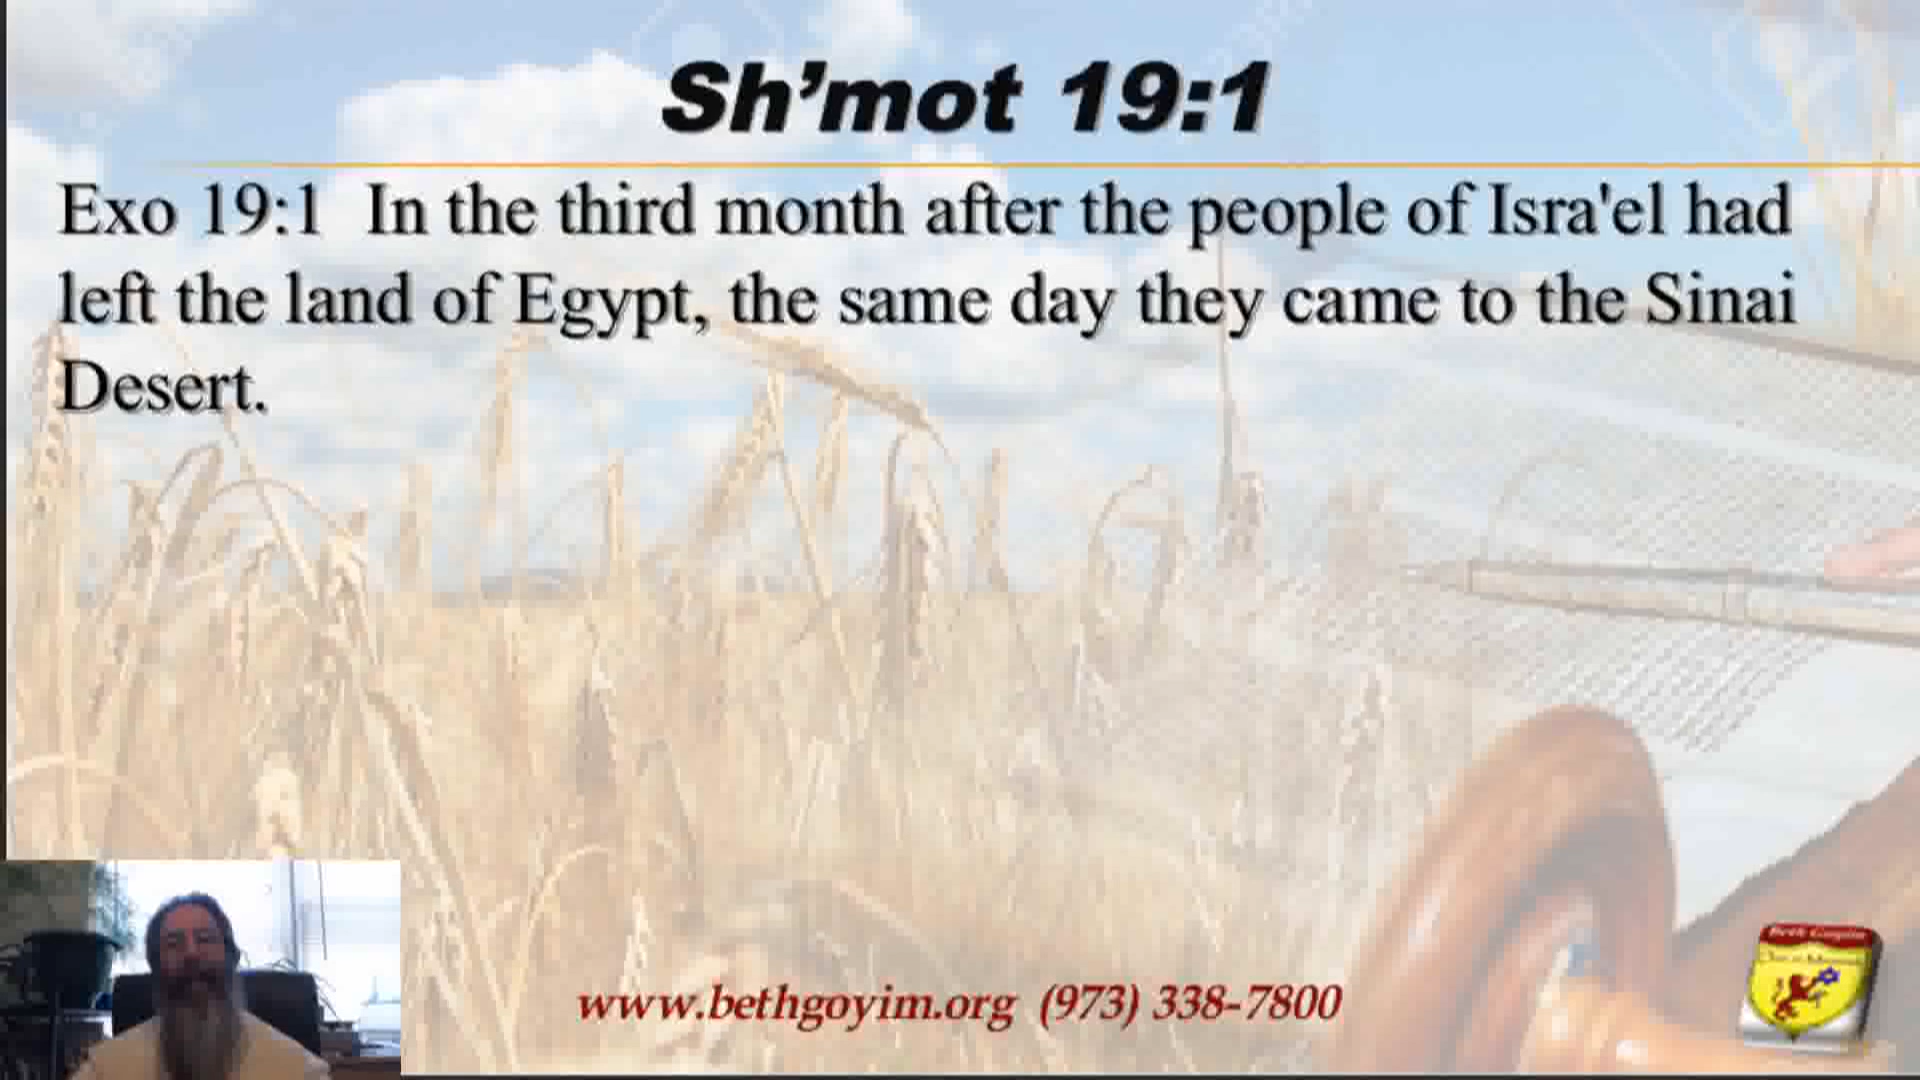 Sh’mot 19:1
Exo 19:1 In the third month after the people of Isra'el had
left the land of Egypt, the same day they came to the Sinai
Desert.
www.bethgoyim.org (973) 338-7800
Beth Goyim